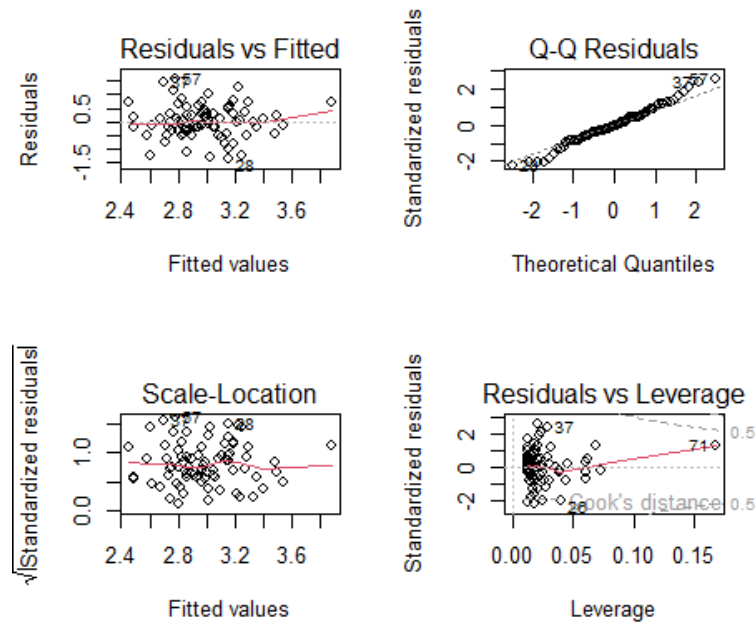 Residuals vs Fitted
Residuals
0.5
-1.5
57
37
28
2.4 2.8 3.2 3.6
Fitted values
Q-Q Residuals
Standardized residuals
2
0
-2
37 57
-2 -1 0 1 2
Theoretical Quantiles
Scale-Location
√|Standardized residuals|
1.0
0.0
37 57 28
2.4 2.8 3.2 3.6
Fitted values
Residuals vs Leverage
Standardized residuals
2
0
-2
37
71
0.5
Cook's distance
0.5
0.00 0.05 0.10 0.15
Leverage